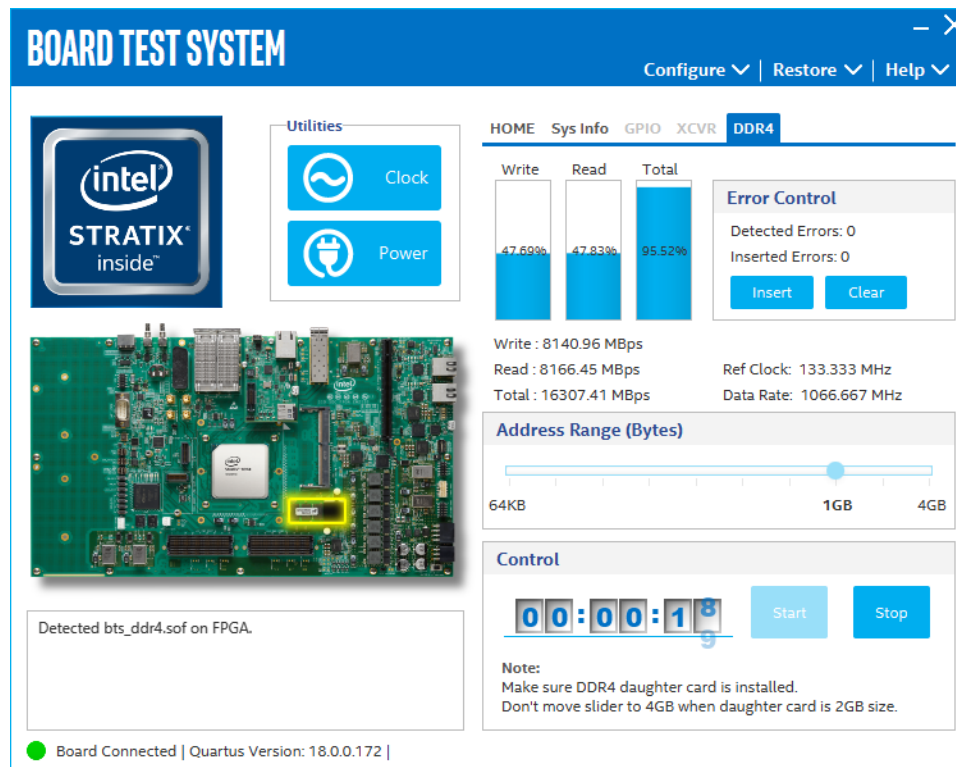 BOARD TEST SYSTEM
Configure | Restore | Help
intel
STRATIX
inside™
Utilities
Clock
Power
HOME Sys Info GPIO XCVR DDR4
Write Read Total
47.69% 47.83% 95.52%
Error Control
Detected Errors: 0
Inserted Errors: 0
Insert Clear
Write : 8140.96 MBps
Read : 8166.45 MBps
Total : 16307.41 MBps
Ref Clock: 133.333 MHz
Data Rate: 1066.667 MHz
Address Range (Bytes)
64KB 1GB 4GB
Control
00:00:18
9
Start Stop
Note:
Make sure DDR4 daughter card is installed.
Don't move slider to 4GB when daughter card is 2GB size.
Detected bts_ddr4.sof on FPGA.
Board Connected | Quartus Version: 18.0.0.172 |